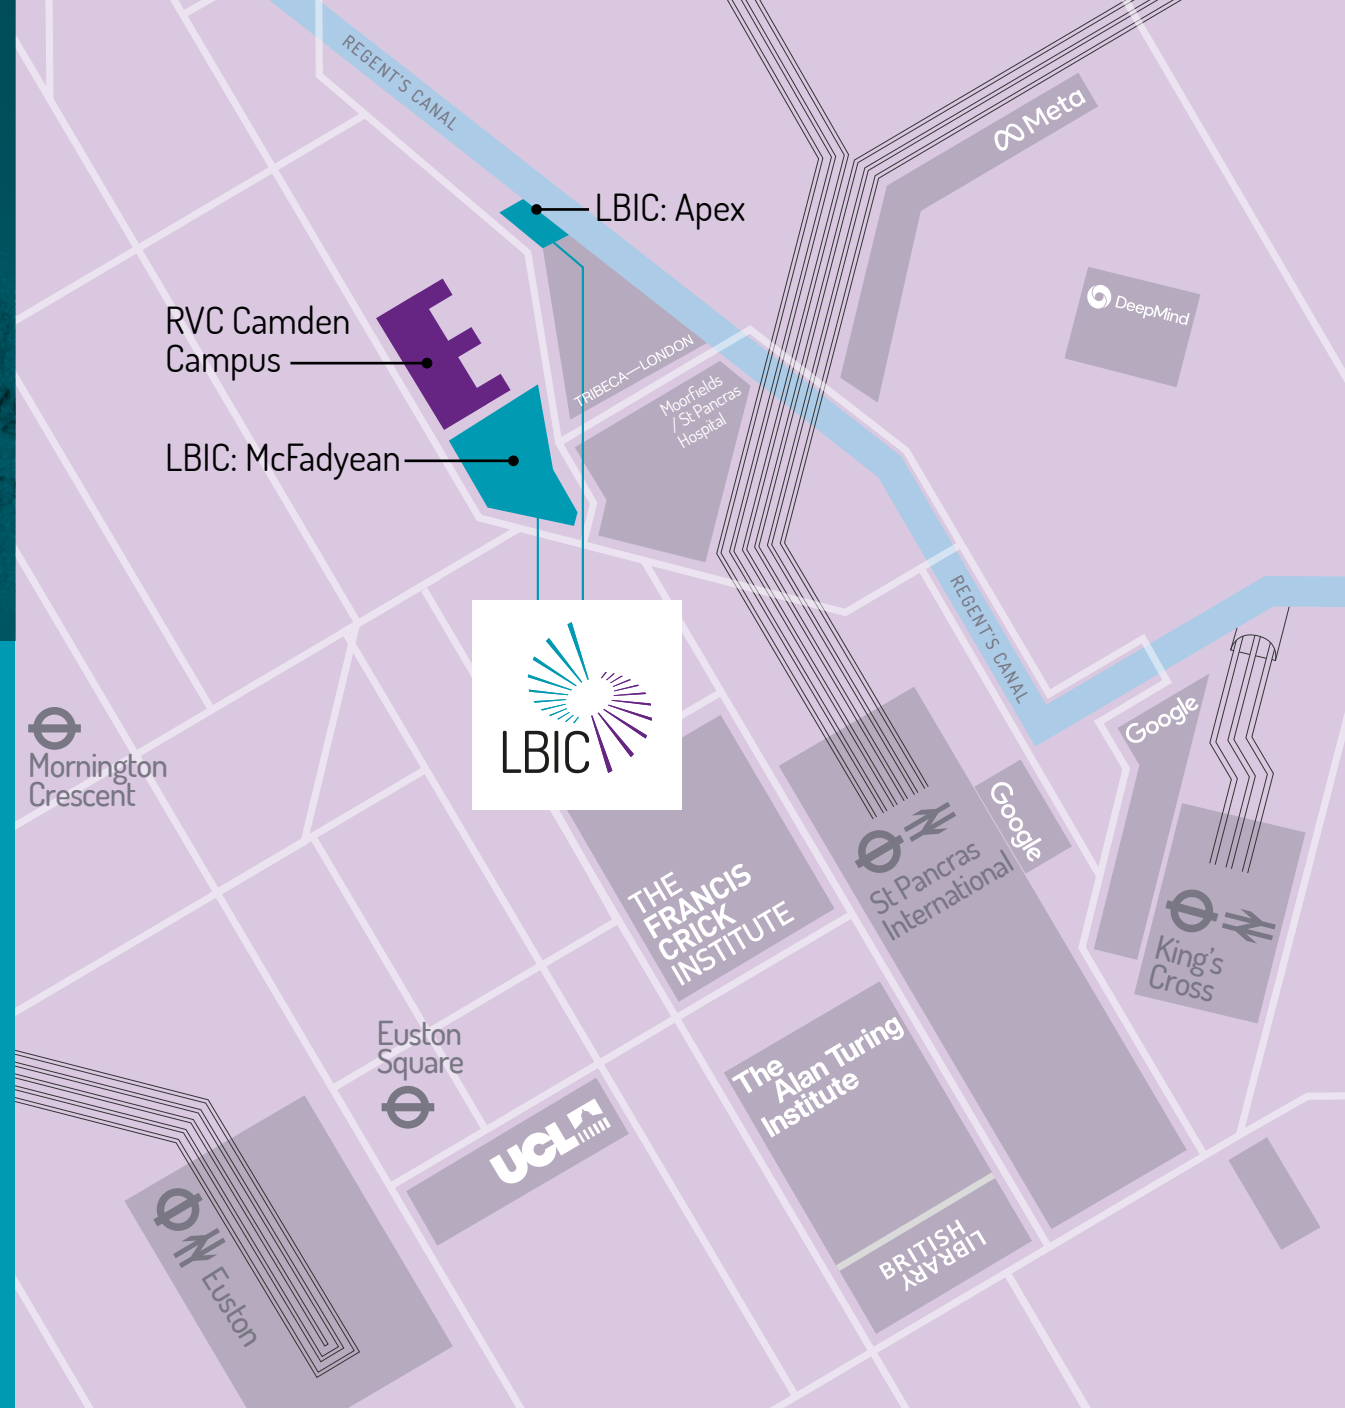 REGENT'S CANAL
Meta
LBIC: Apex
DeepMind
RVC Camden
Campus
TRIBECA—LONDON
Moorfields
/ St Pancras
Hospital
LBIC: McFadyean
REGENT'S CANAL
LBIC
Google
Mornington
Crescent
Google
St Pancras
International
THE
FRANCIS
CRICK
INSTITUTE
King's
Cross
Euston
Square
The
Alan Turing
Institute
UCL
BRITISH
LIBRARY
Euston